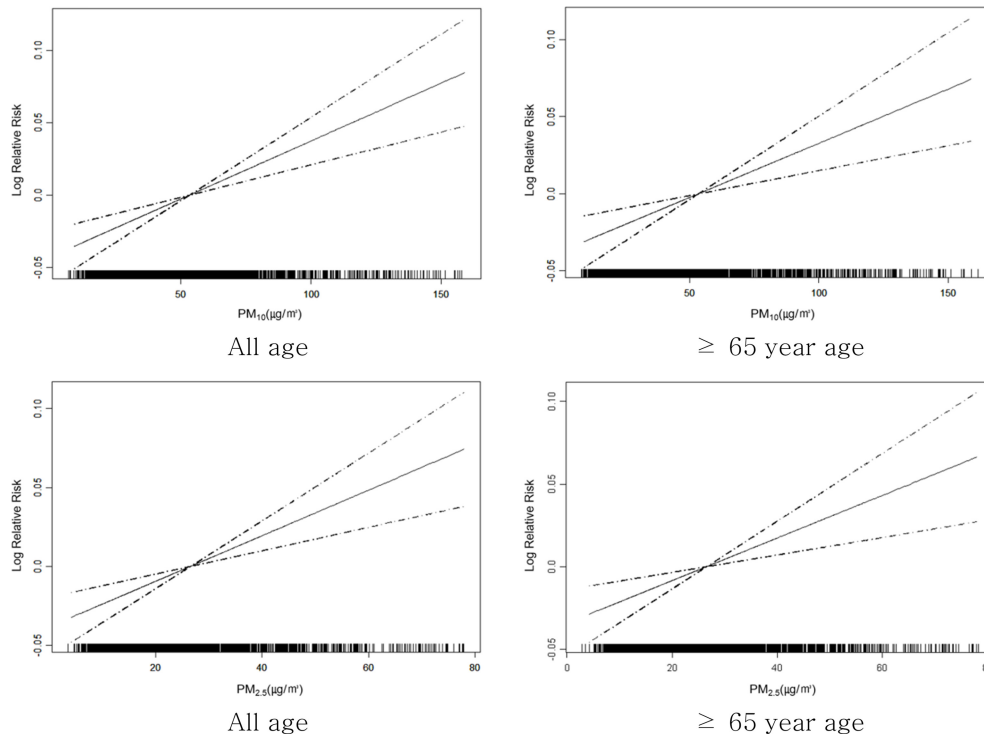 Log Relative Risk
0.10
0.05
0.0
-0.05
50
100
150
PM₁₀(μg/m³)
All age
Log Relative Risk
0.10
0.05
0.0
-0.05
50
100
150
PM₁₀(μg/m³)
≥ 65 year age
Log Relative Risk
0.10
0.05
0.0
-0.05
20
40
60
80
PM₂.₅(μg/m³)
All age
Log Relative Risk
0.10
0.05
0.0
-0.05
0
20
40
60
PM₂.₅(μg/m³)
≥ 65 year age